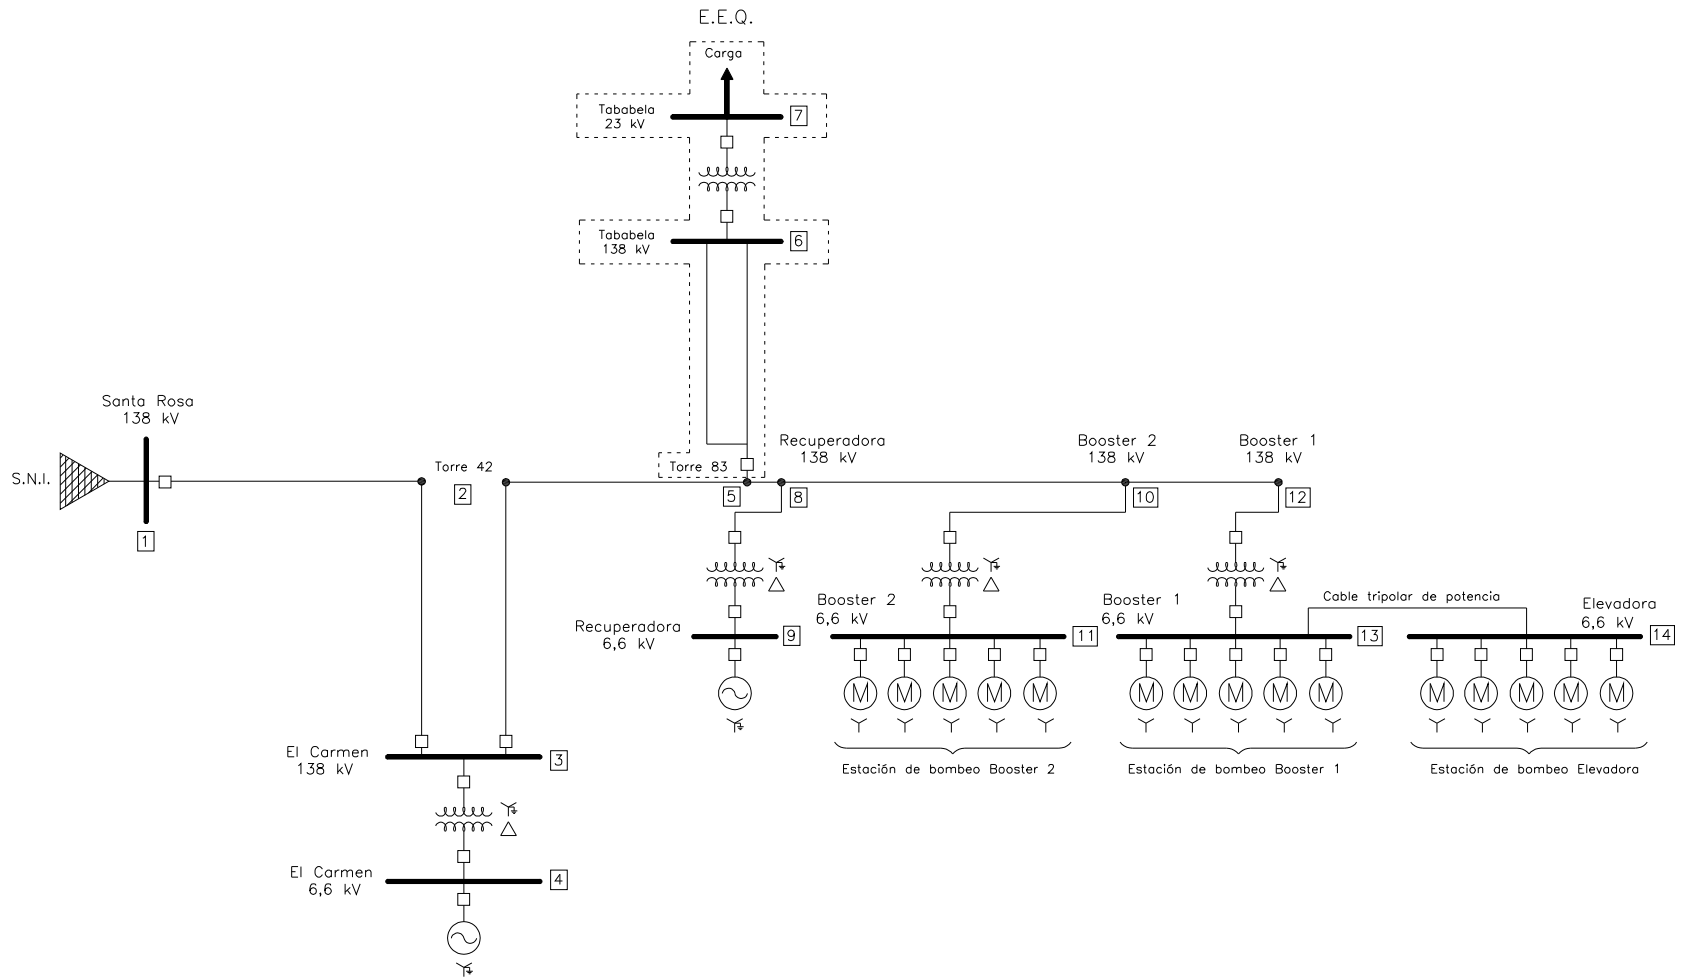 E.E.Q.
Carga
Tababela
23 kV
7
Tababela
138 kV
6
Santa Rosa
138 kV
S.N.I.
1
Torre 42
2
Torre 83
5
Recuperadora
138 kV
8
Booster 2
138 kV
10
Booster 1
138 kV
12
Recuperadora
6,6 kV
9
Booster 2
6,6 kV
11
Booster 1
6,6 kV
13
Cable tripolar de potencia
Elevadora
6,6 kV
14
M M M M M
M M M M M
M M M M M
Estación de bombeo Booster 2
Estación de bombeo Booster 1
Estación de bombeo Elevadora
El Carmen
138 kV
3
El Carmen
6,6 kV
4